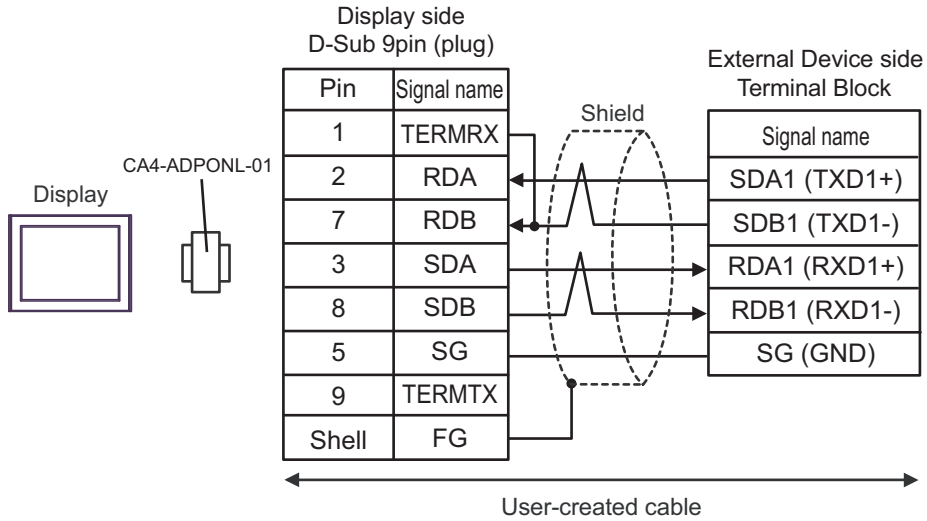 Display side
D-Sub 9pin (plug)
External Device side
Terminal Block
Pin Signal name
Shield
Signal name
1 TERMRX
CA4-ADPONL-01
2 RDA
SDA1 (TXD1+)
Display
7 RDB
SDB1 (TXD1-)
3 SDA
RDA1 (RXD1+)
8 SDB
RDB1 (RXD1-)
5 SG
SG (GND)
9 TERMTX
Shell FG
User-created cable